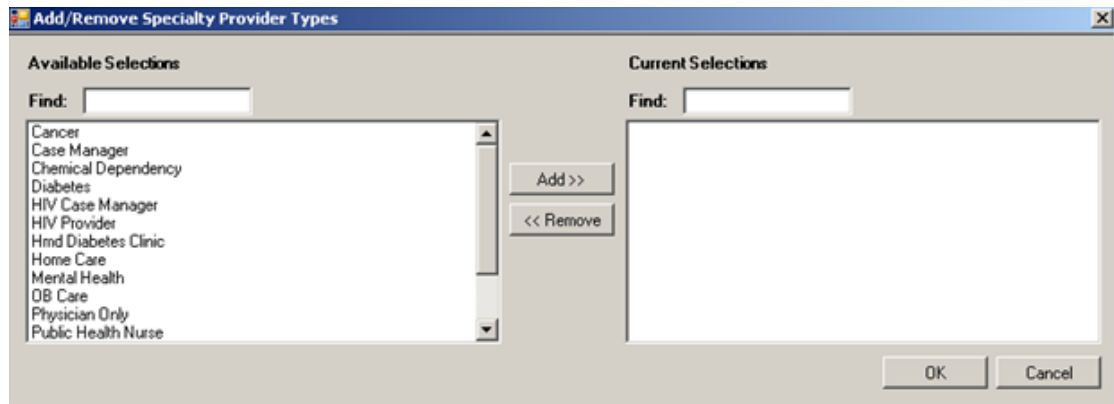 Add/Remove Specialty Provider Types
Available Selections
Find:
Cancer
Case Manager
Chemical Dependency
Diabetes
HIV Case Manager
HIV Provider
Hmd Diabetes Clinic
Home Care
Mental Health
OB Care
Physician Only
Public Health Nurse
Add >>
<< Remove
Current Selections
Find:
OK
Cancel